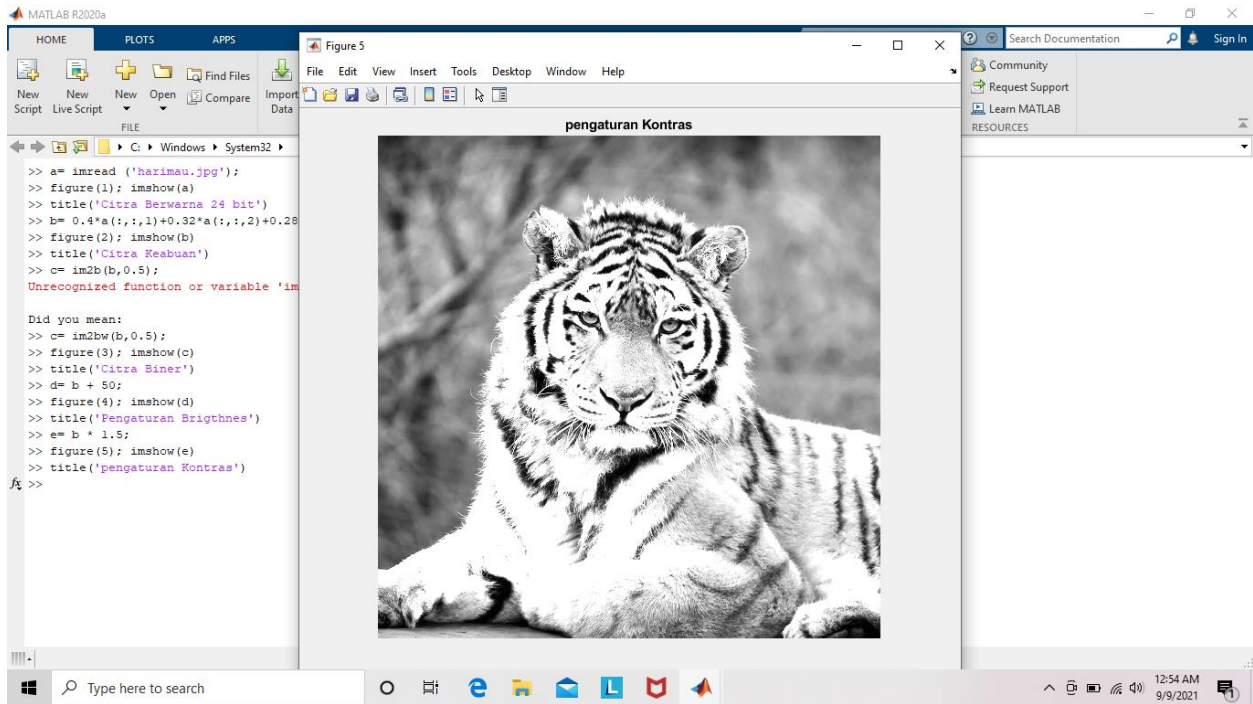 MATLAB R2020a
HOME PLOTS APPS
Search Documentation
Sign In
New Script
New Live Script
New
Open
Find Files
Compare
Import Data
FILE
Community
Request Support
Learn MATLAB
RESOURCES
C: Windows System32
>> a= imread ('harimau.jpg');
>> figure(1); imshow(a)
>> title('Citra Berwarna 24 bit')
>> b= 0.4*a(:,:,1)+0.32*a(:,:,2)+0.28
>> figure(2); imshow(b)
>> title('Citra Keabuan')
>> c= im2b(b,0.5);
Unrecognized function or variable 'im
Did you mean:
>> c= im2bw(b,0.5);
>> figure(3); imshow(c)
>> title('Citra Biner')
>> d= b + 50;
>> figure(4); imshow(d)
>> title('Pengaturan Brigthnes')
>> e= b * 1.5;
>> figure(5); imshow(e)
>> title('pengaturan Kontras')
fx >>
Figure 5
File Edit View Insert Tools Desktop Window Help
pengaturan Kontras
Type here to search
12:54 AM
9/9/2021
1